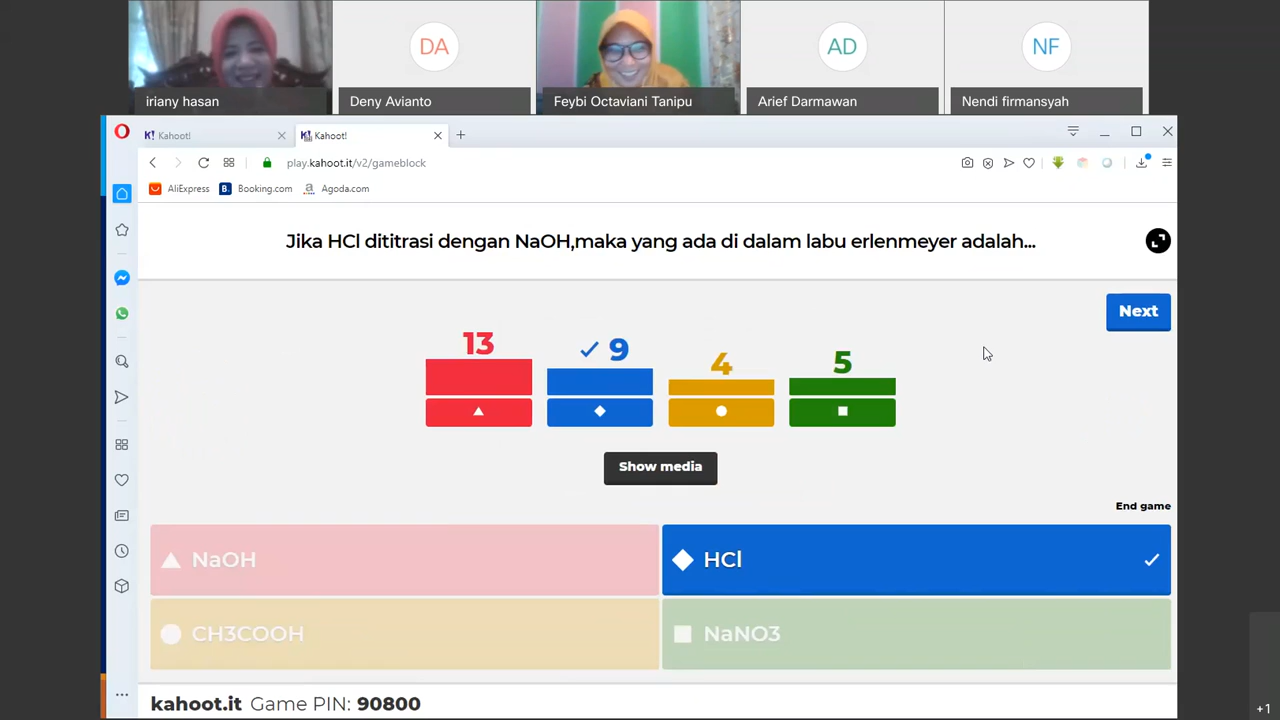 DA
AD
NF
iriany hasan
Deny Avianto
Feybi Octaviani Tanipu
Arief Darmawan
Nendi firmansyah
K! Kahoot!
K! Kahoot!
play.kahoot.it/v2/gameblock
AliExpress
B. Booking.com
a Agoda.com
Jika HCl dititrasi dengan NaOH,maka yang ada di dalam labu erlenmeyer adalah...
Next
13
9
4
5
Show media
End game
NaOH
HCl
CH3COOH
NaNO3
kahoot.it Game PIN: 90800
+1